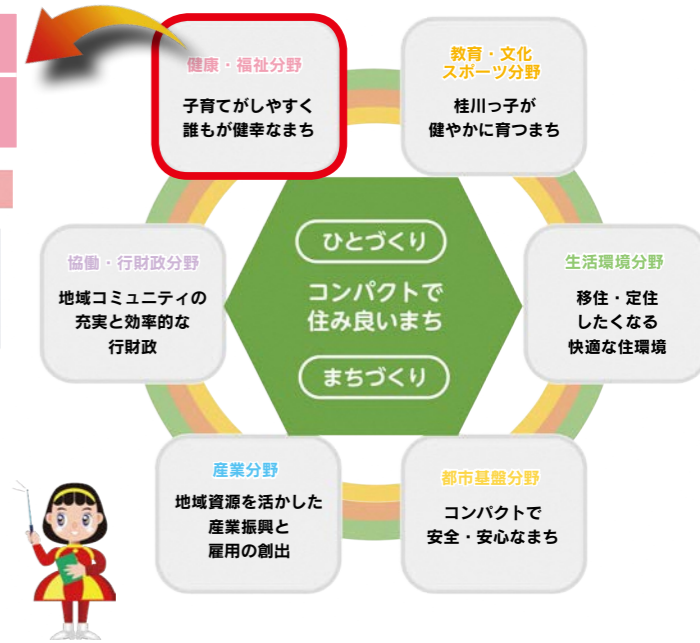 健康・福祉分野
子育てがしやすく
誰もが健幸なまち
教育・文化
スポーツ分野
桂川っ子が
健やかに育つまち
協働・行財政分野
地域コミュニティの
充実と効率的な
行財政
ひとづくり
コンパクトで
住み良いまち
まちづくり
生活環境分野
移住・定住
したくなる
快適な住環境
産業分野
地域資源を活かした
産業振興と
雇用の創出
都市基盤分野
コンパクトで
安全・安心なまち